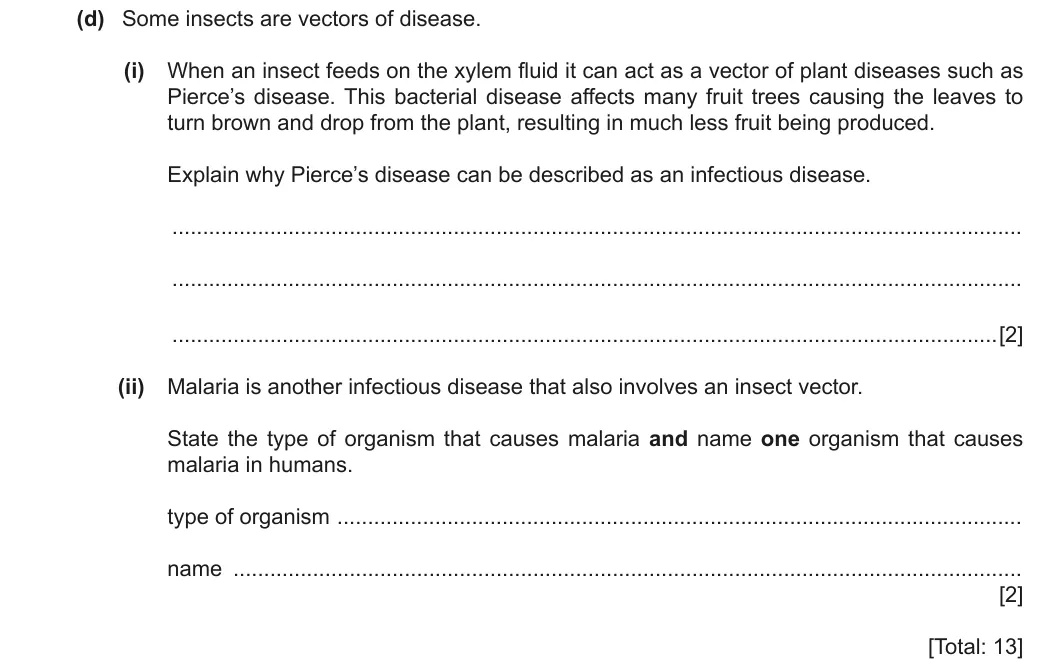 (d) Some insects are vectors of disease.
(i) When an insect feeds on the xylem fluid it can act as a vector of plant diseases such as
Pierce’s disease. This bacterial disease affects many fruit trees causing the leaves to
turn brown and drop from the plant, resulting in much less fruit being produced.
Explain why Pierce’s disease can be described as an infectious disease.
[2]
(ii) Malaria is another infectious disease that also involves an insect vector.
State the type of organism that causes malaria and name one organism that causes
malaria in humans.
type of organism
name
[2]
[Total: 13]